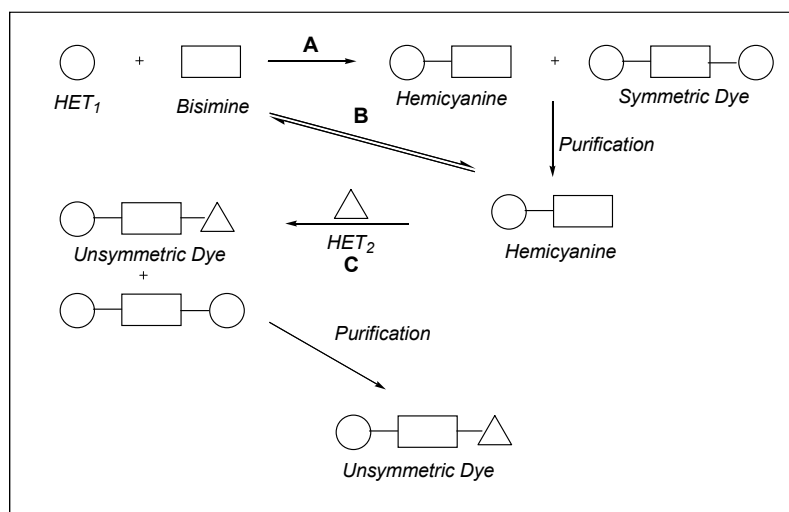 A
+
+
HET1
Bisimine
Hemicyanine
Symmetric Dye
B
Purification
HET2
C
Unsymmetric Dye
+
Hemicyanine
Purification
Unsymmetric Dye